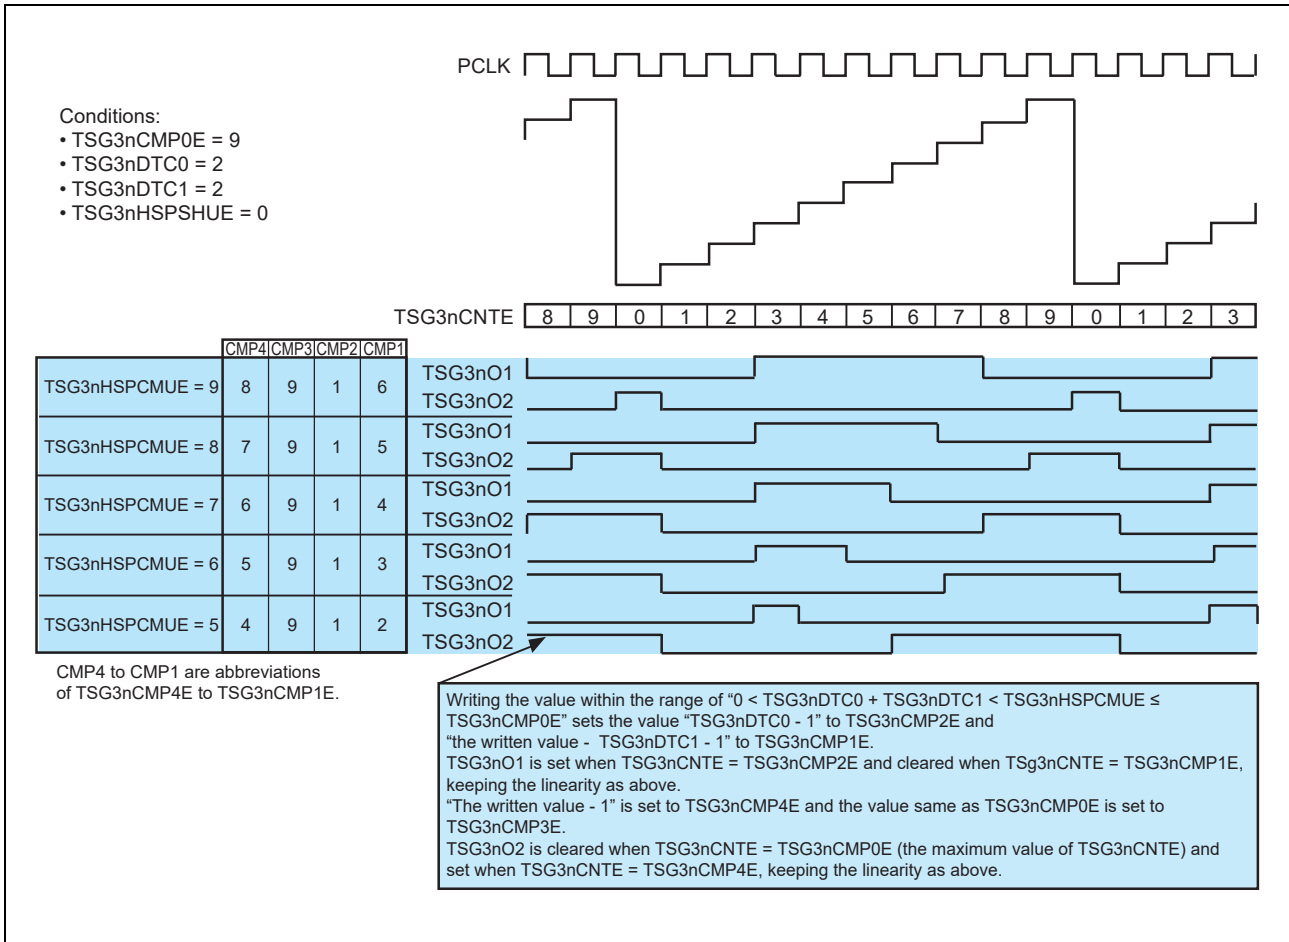 PCLK
Conditions:
• TSG3nCMP0E = 9
• TSG3nDTC0 = 2
• TSG3nDTC1 = 2
• TSG3nHSPSHUE = 0
TSG3nCNTE 8 9 0 1 2 3 4 5 6 7 8 9 0 1 2 3
CMP4 CMP3 CMP2 CMP1
TSG3nHSPCMUE = 9 8 9 1 6
TSG3nO1
TSG3nO2
TSG3nHSPCMUE = 8 7 9 1 5
TSG3nO1
TSG3nO2
TSG3nHSPCMUE = 7 6 9 1 4
TSG3nO1
TSG3nO2
TSG3nHSPCMUE = 6 5 9 1 3
TSG3nO1
TSG3nO2
TSG3nHSPCMUE = 5 4 9 1 2
TSG3nO1
TSG3nO2
CMP4 to CMP1 are abbreviations
of TSG3nCMP4E to TSG3nCMP1E.
Writing the value within the range of “0 < TSG3nDTC0 + TSG3nDTC1 < TSG3nHSPCMUE ≤
TSG3nCMP0E” sets the value “TSG3nDTC0 - 1” to TSG3nCMP2E and
“the written value - TSG3nDTC1 - 1” to TSG3nCMP1E.
TSG3nO1 is set when TSG3nCNTE = TSG3nCMP2E and cleared when TSg3nCNTE = TSG3nCMP1E,
keeping the linearity as above.
“The written value - 1” is set to TSG3nCMP4E and the value same as TSG3nCMP0E is set to
TSG3nCMP3E.
TSG3nO2 is cleared when TSG3nCNTE = TSG3nCMP0E (the maximum value of TSG3nCNTE) and
set when TSG3nCNTE = TSG3nCMP4E, keeping the linearity as above.